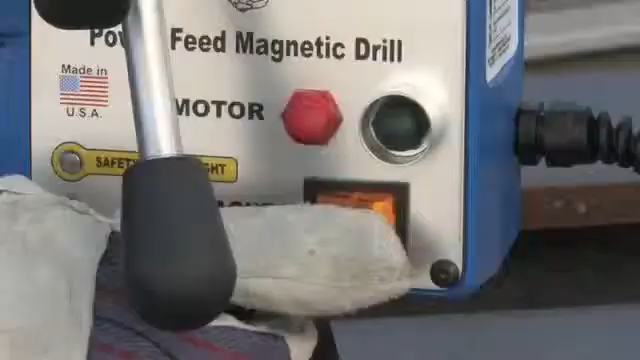 Feed Magnetic Drill
Made in
U.S.A.
MOTOR
SAFETY